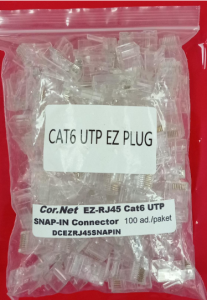 CAT6 UTP EZ PLUG
Cor.Net EZ-RJ45 Cat6 UTP
SNAP-IN Connector 100 ad./paket
DCEZRJ45SNAPIN